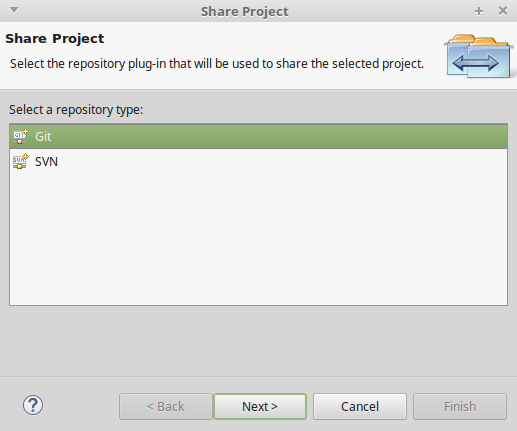 Share Project
Share Project
Select the repository plug-in that will be used to share the selected project.
Select a repository type:
Git
SVN
?
< Back
Next >
Cancel
Finish